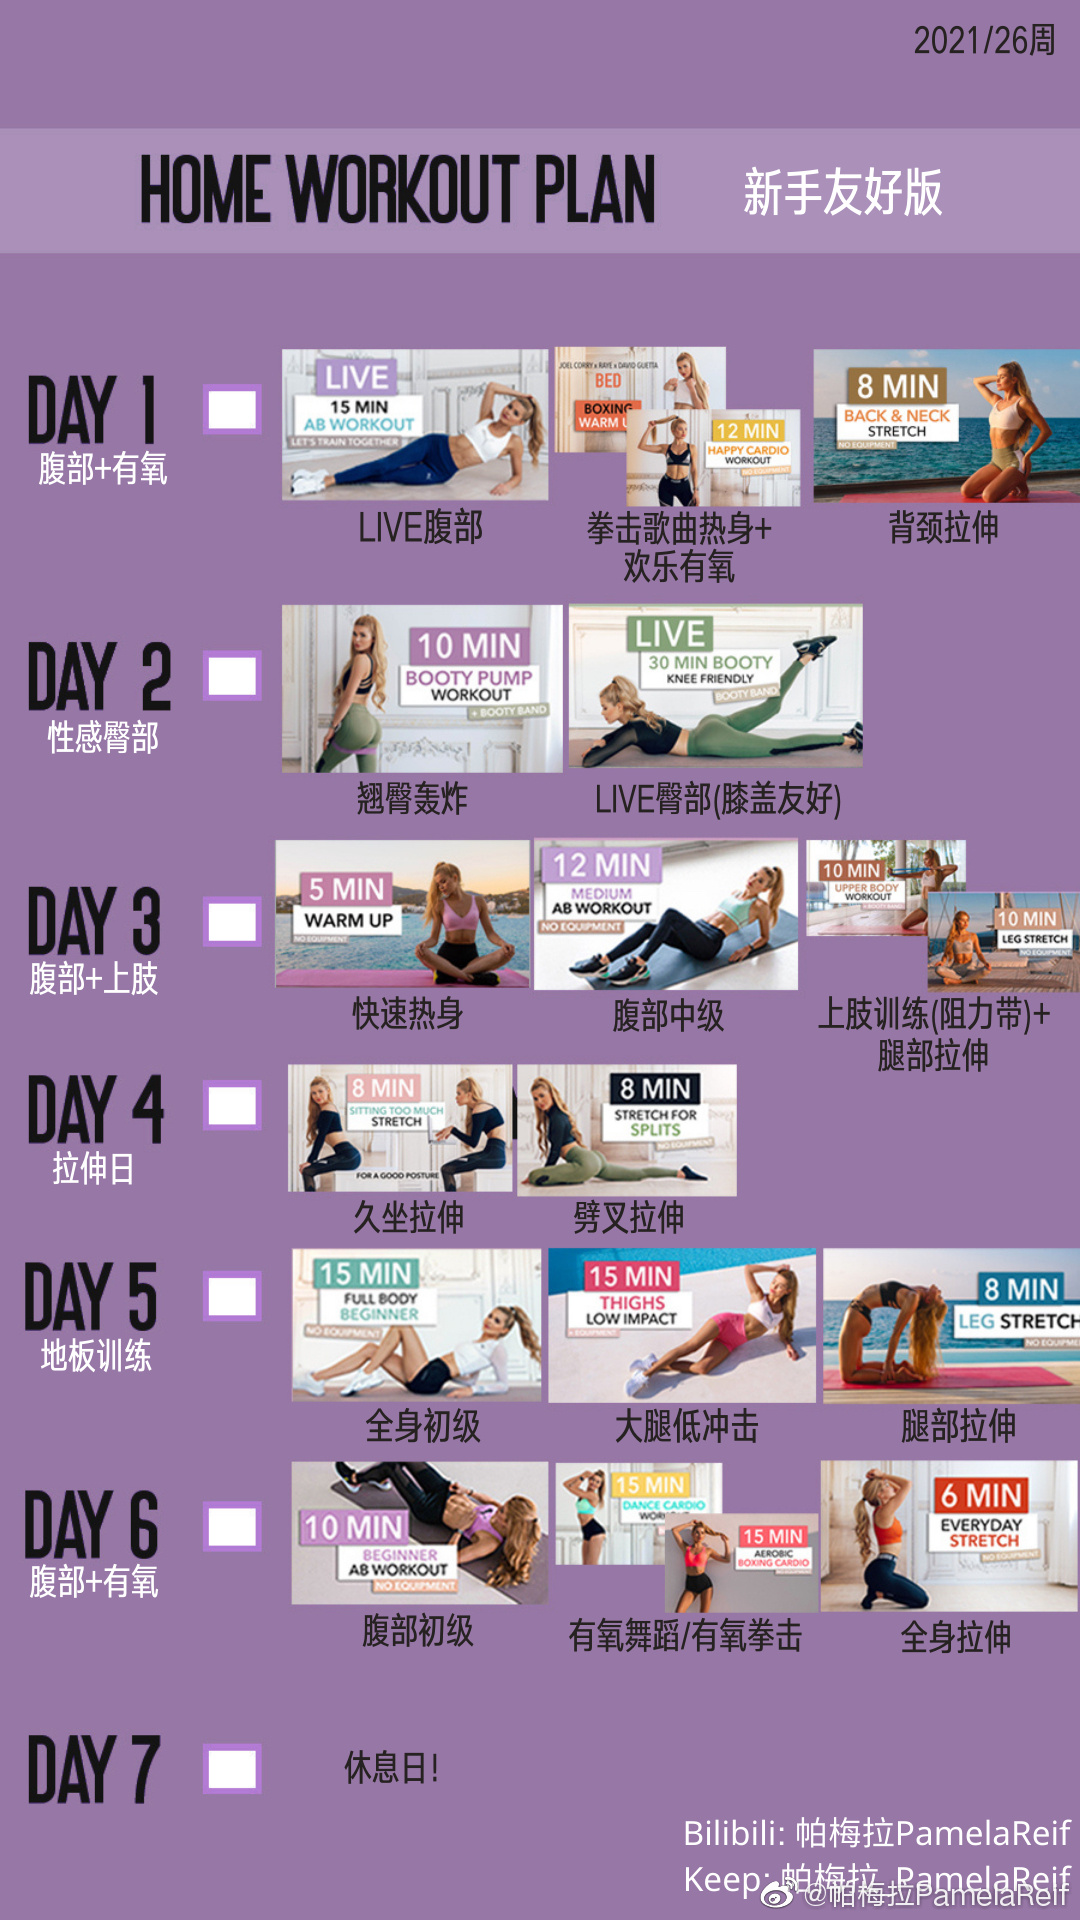 2021/26周
HOME WORKOUT PLAN 新手友好版
DAY 1
腹部+有氧
LIVE
15 MIN
AB WORKOUT
LET'S TRAIN TOGETHER
LIVE腹部
JOEL CORRY x RAYE x DAVID GUETTA
BED
BOXING
WARM U
12 MIN
HAPPY CARDIO
WORKOUT
NO EQUIPMENT
拳击歌曲热身+
欢乐有氧
8 MIN
BACK & NECK
STRETCH
NO EQUIPMENT
背颈拉伸
DAY 2
性感臀部
10 MIN
BOOTY PUMP
WORKOUT
+ BOOTY BAND
翘臀轰炸
LIVE
30 MIN BOOTY
KNEE FRIENDLY
BOOTY BAND
LIVE臀部(膝盖友好)
DAY 3
腹部+上肢
5 MIN
WARM UP
NO EQUIPMENT
快速热身
12 MIN
MEDIUM
AB WORKOUT
NO EQUIPMENT
腹部中级
10 MIN
UPPER BODY
WORKOUT
10 MIN
LEG STRETCH
NO EQUIPMENT
上肢训练(阻力带)+
腿部拉伸
DAY 4
拉伸日
8 MIN
SITTING TOO MUCH
STRETCH
FOR A GOOD POSTURE
久坐拉伸
8 MIN
STRETCH FOR
SPLITS
NO EQUIPMENT
劈叉拉伸
DAY 5
地板训练
15 MIN
FULL BODY
BEGINNER
NO EQUIPMENT
全身初级
15 MIN
THIGHS
LOW IMPACT
NO EQUIPMENT
大腿低冲击
8 MIN
LEG STRETCH
NO EQUIPME
腿部拉伸
DAY 6
腹部+有氧
10 MIN
BEGINNER
AB WORKOUT
NO EQUIPMENT
腹部初级
15 MIN
DANCE CARDIO
WOR
15 MIN
AEROBIC
BOXING CARDIO
有氧舞蹈/有氧拳击
6 MIN
EVERYDAY
STRETCH
NO EQUIPMENT
全身拉伸
DAY 7
休息日!
Bilibili: 帕梅拉PamelaReif
Keep: 帕梅拉_PamelaReif
@帕梅拉PamelaReif